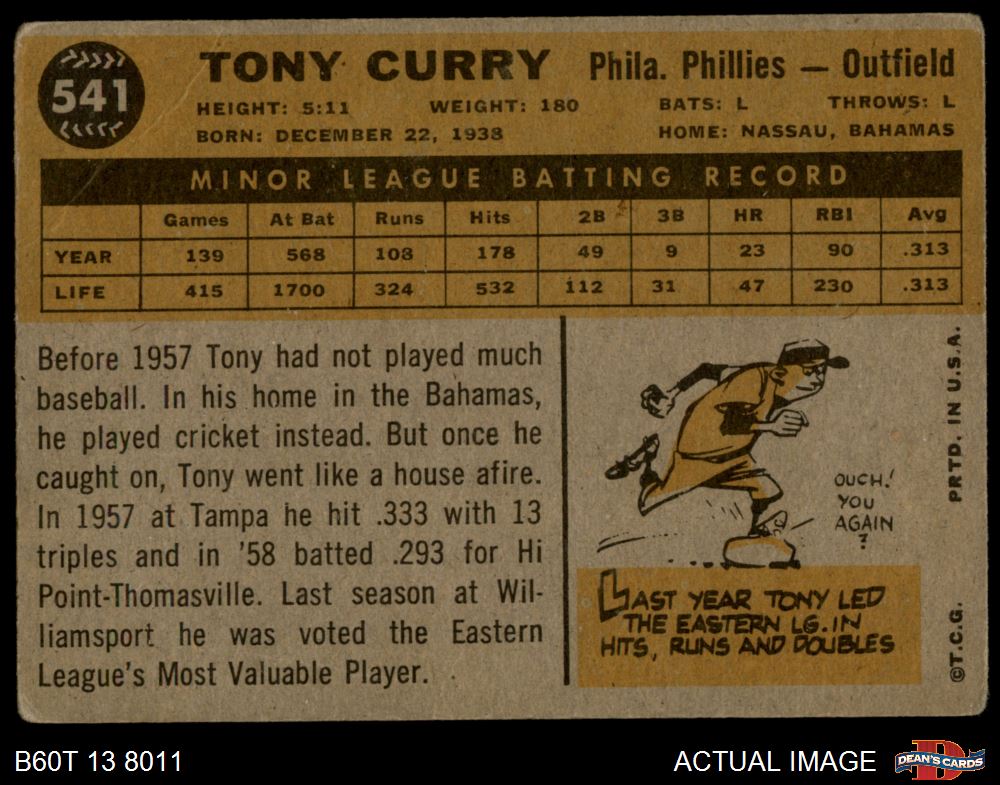 541
TONY CURRY Phila. Phillies — Outfield
HEIGHT: 5:11 WEIGHT: 180 BATS: L THROWS: L
BORN: DECEMBER 22, 1938 HOME: NASSAU, BAHAMAS
MINOR LEAGUE BATTING RECORD
Games At Bat Runs Hits 2B 3B HR RBI Avg
YEAR 139 568 108 178 49 9 23 90 .313
LIFE 415 1700 324 532 112 31 47 230 .313
Before 1957 Tony had not played much
baseball. In his home in the Bahamas,
he played cricket instead. But once he
caught on, Tony went like a house afire.
In 1957 at Tampa he hit .333 with 13
triples and in '58 batted .293 for Hi
Point-Thomasville. Last season at Wil-
liamsport he was voted the Eastern
League's Most Valuable Player.
OUCH!
YOU
AGAIN
?
LAST YEAR TONY LED
THE EASTERN LG. IN
HITS, RUNS AND DOUBLES
©T.C.G. PRTD. IN U.S.A.
B60T 13 8011 ACTUAL IMAGE
DEAN'S CARDS